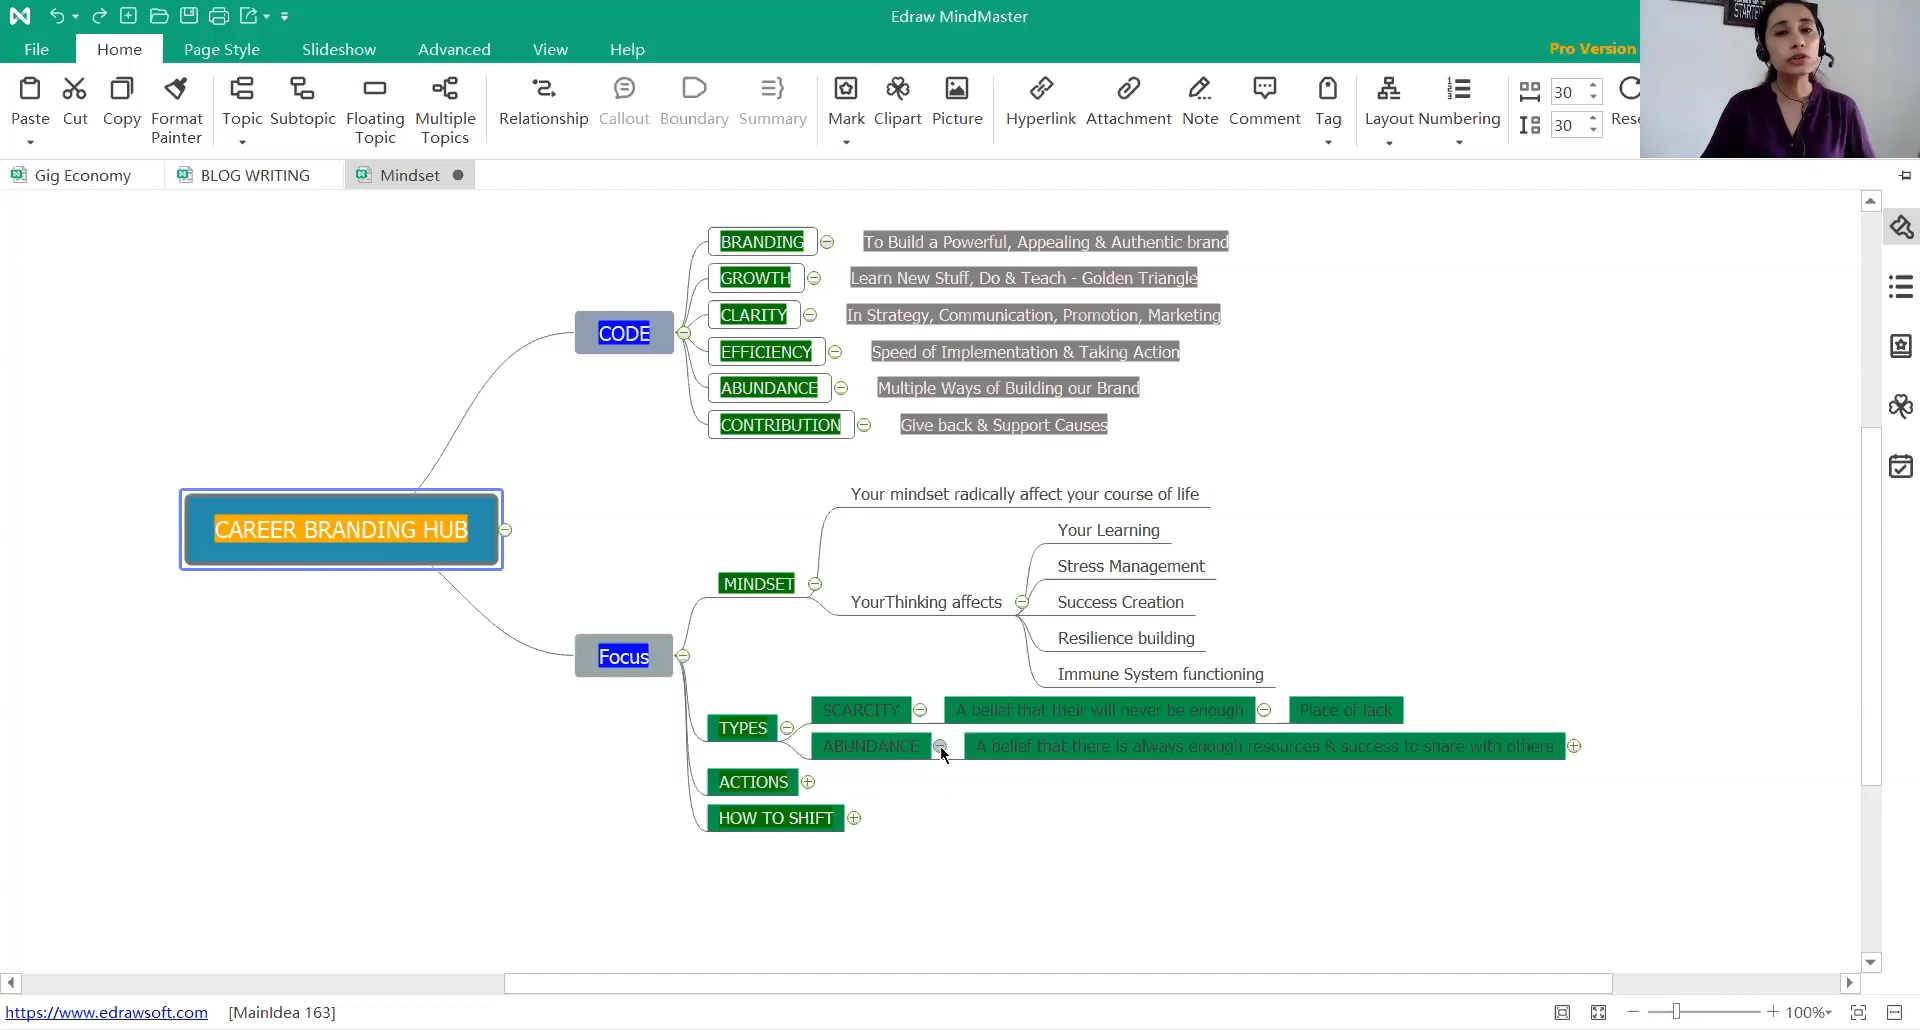 Edraw MindMaster
File Home Page Style Slideshow Advanced View Help Pro Version
STARTED
Paste Cut Copy Format Painter Topic Subtopic Floating Topic Multiple Topics Relationship Callout Boundary Summary Mark Clipart Picture Hyperlink Attachment Note Comment Tag Layout Numbering 30 30 Rese
Gig Economy BLOG WRITING Mindset
BRANDING To Build a Powerful, Appealing & Authentic brand
GROWTH Learn New Stuff, Do & Teach - Golden Triangle
CLARITY In Strategy, Communication, Promotion, Marketing
CODE
EFFICIENCY Speed of Implementation & Taking Action
ABUNDANCE Multiple Ways of Building our Brand
CONTRIBUTION Give back & Support Causes
CAREER BRANDING HUB
Your mindset radically affect your course of life
Your Learning
Stress Management
MINDSET
YourThinking affects Success Creation
Resilience building
Focus
Immune System functioning
SCARCITY A belief that their will never be enough Place of lack
TYPES
ABUNDANCE A belief that there is always enough resources & success to share with others
ACTIONS
HOW TO SHIFT
https://www.edrawsoft.com [MainIdea 163] 100%